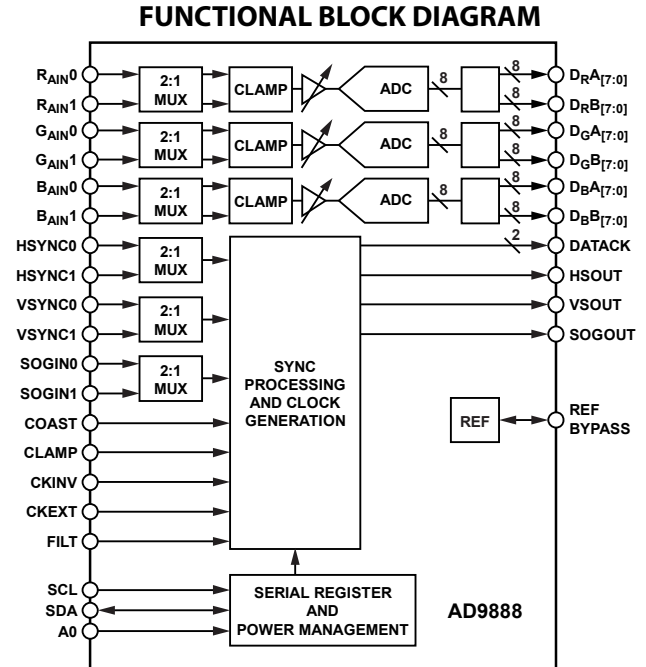 FUNCTIONAL BLOCK DIAGRAM
RAIN0
RAIN1
2:1
MUX
CLAMP
ADC
8
8
8
DRA[7:0]
DRB[7:0]
GAIN0
GAIN1
2:1
MUX
CLAMP
ADC
8
8
8
DGA[7:0]
DGB[7:0]
BAIN0
BAIN1
2:1
MUX
CLAMP
ADC
8
8
8
DBA[7:0]
DBB[7:0]
HSYNC0
HSYNC1
2:1
MUX
VSYNC0
VSYNC1
2:1
MUX
SOGIN0
SOGIN1
2:1
MUX
COAST
CLAMP
CKINV
CKEXT
FILT
SYNC
PROCESSING
AND CLOCK
GENERATION
2
DATACK
HSOUT
VSOUT
SOGOUT
REF
REF
BYPASS
SCL
SDA
A0
SERIAL REGISTER
AND
POWER MANAGEMENT
AD9888